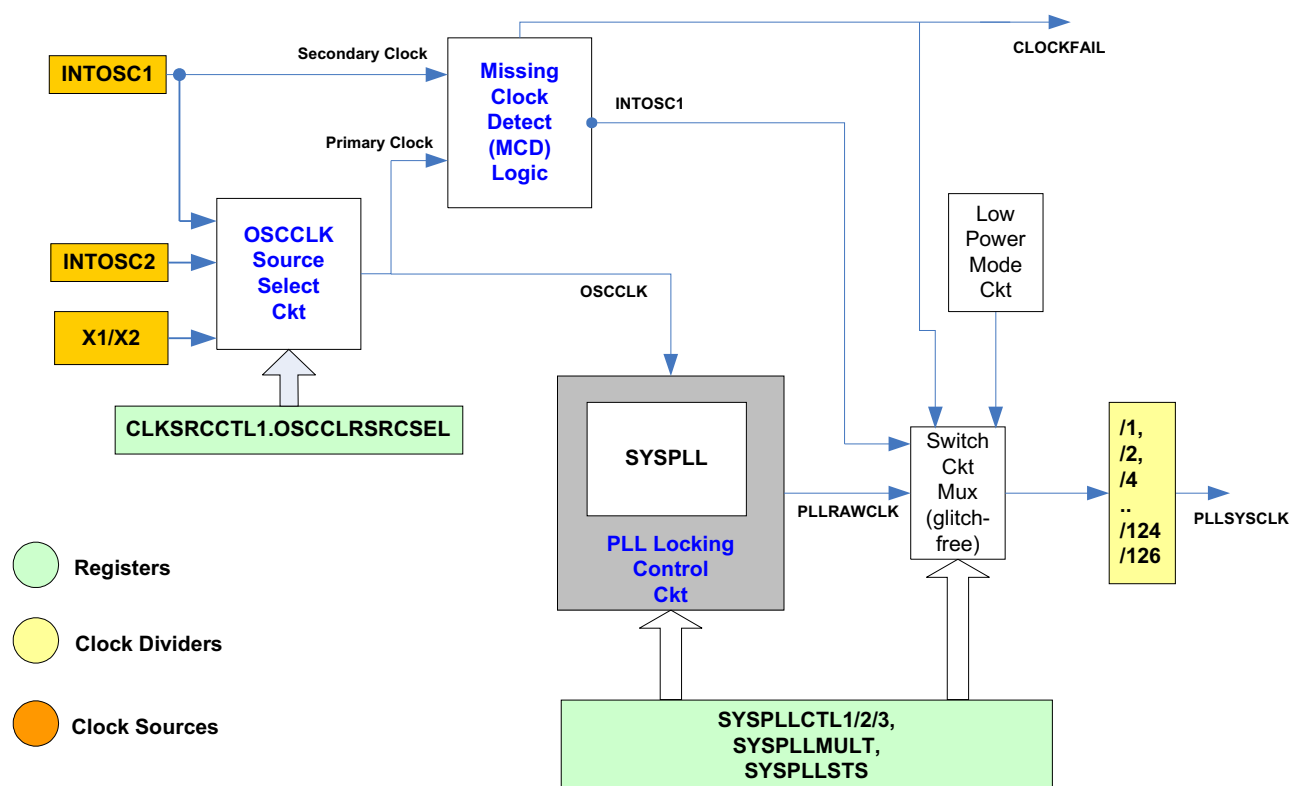 CLOCKFAIL
Secondary Clock
INTOSC1
Missing
Clock
Detect
(MCD)
Logic
INTOSC1
Primary Clock
OSCCLK
Source
Select
Ckt
INTOSC2
X1/X2
Low
Power
Mode
Ckt
OSCCLK
CLKSRCCTL1.OSCCLRSRCSEL
SYSPLL
PLL Locking
Control
Ckt
PLLRAWCLK
Switch
Ckt
Mux
(glitch-
free)
/1,
/2,
/4
..
/124
/126
PLLSYSCLK
Registers
Clock Dividers
Clock Sources
SYSPLLCTL1/2/3,
SYSPLLMULT,
SYSPLLSTS